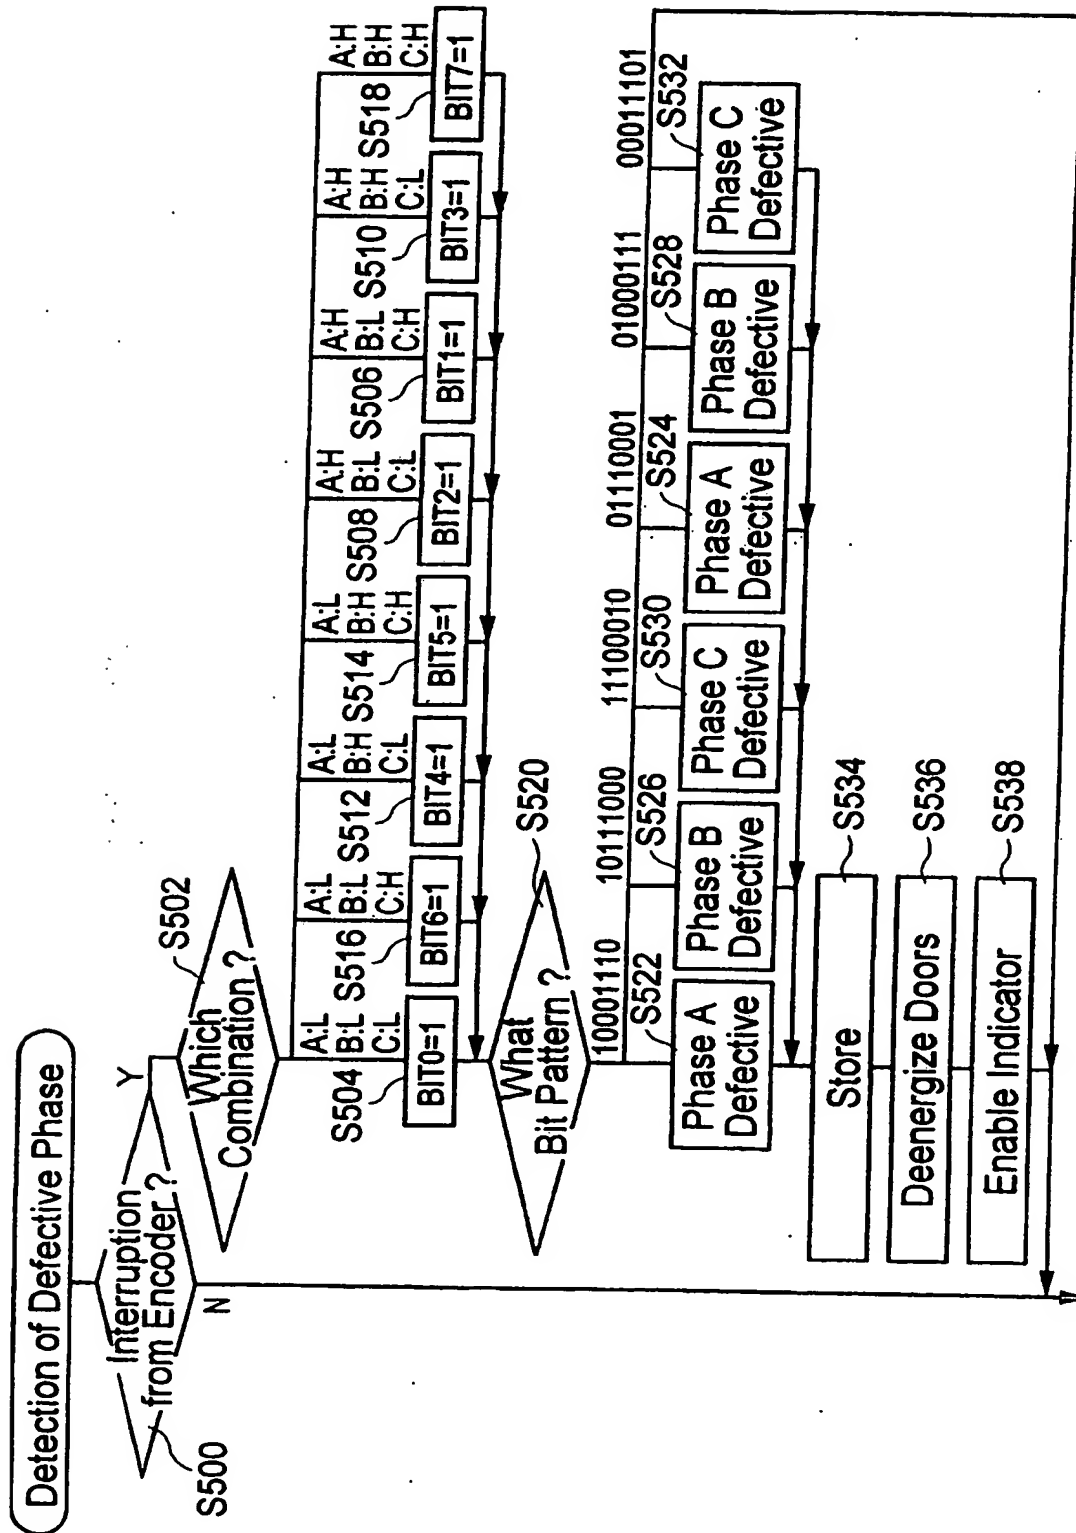 Detection of Defective Phase
S500
Interruption
from Encoder ?
Y
N
S502
Which
Combination ?
A:L
B:L
C:L
S504
BIT0=1
A:L
B:L
C:H
S516
BIT6=1
A:L
B:H
C:L
S512
BIT4=1
A:L
B:H
C:H
S514
BIT5=1
A:H
B:L
C:L
S508
BIT2=1
A:H
B:L
C:H
S506
BIT1=1
A:H
B:H
C:L
S510
BIT3=1
A:H
B:H
C:H
S518
BIT7=1
S520
What
Bit Pattern ?
10001110
S522
Phase A
Defective
10111000
S526
Phase B
Defective
11100010
S530
Phase C
Defective
01110001
S524
Phase A
Defective
01000111
S528
Phase B
Defective
00011101
S532
Phase C
Defective
Store
S534
Deenergize Doors
S536
Enable Indicator
S538